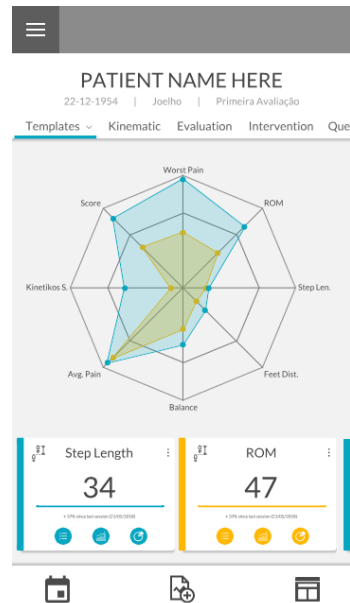 PATIENT NAME HERE
22-12-1954 | Joelho | Primeira Avaliação
Templates Kinematic Evaluation Intervention Que
Worst Pain
Score ROM
Kinetikos S. Step Len.
Avg. Pain Feet Dist.
Balance
Step Length ROM
34 47